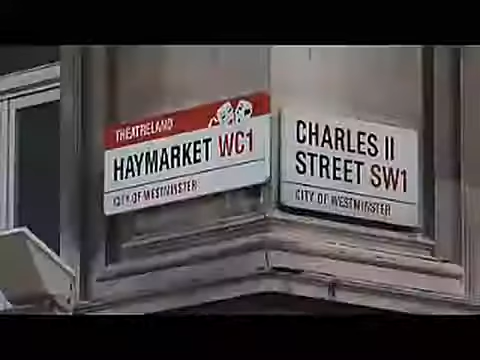 THEATRELAND
HAYMARKET WC1
CITY OF WESTMINSTER
CHARLES II
STREET SW1
CITY OF WESTMINSTER